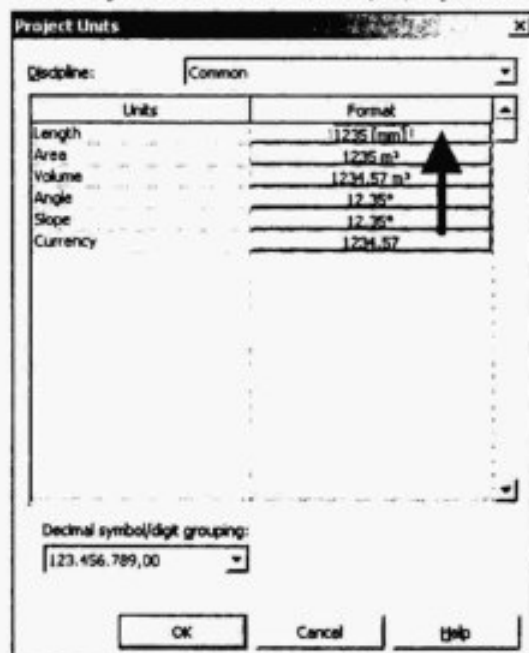 Project Units
Discipline: Common
Units Format
Length 1235 [mm]
Area 1235 m²
Volume 1234.57 m³
Angle 12.35°
Slope 12.35°
Currency 1234.57
Decimal symbol/digit grouping:
123.456.789,00
OK Cancel Help